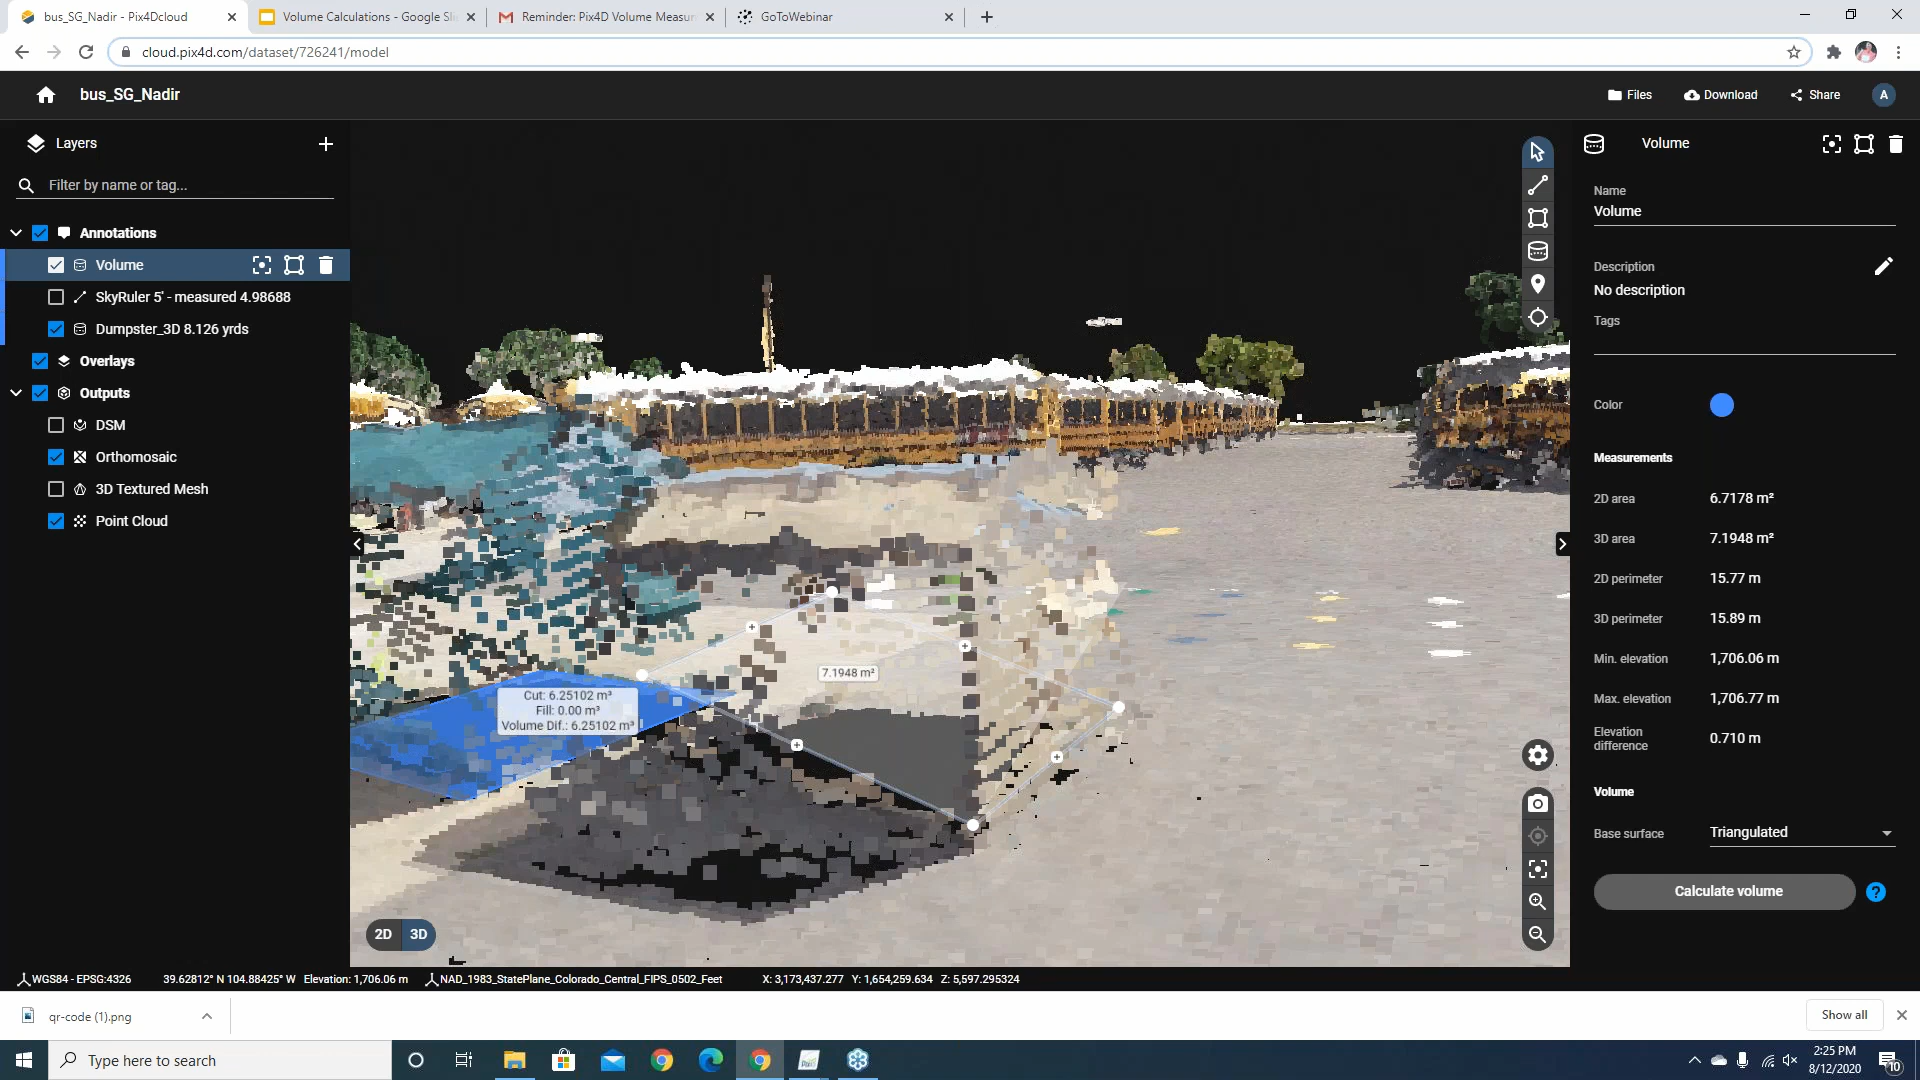 bus_SG_Nadir - Pix4Dcloud
Volume Calculations - Google Sli
Reminder: Pix4D Volume Measur
GoToWebinar
cloud.pix4d.com/dataset/726241/model
bus_SG_Nadir
Files
Download
Share
A
Layers
Filter by name or tag...
Annotations
Volume
SkyRuler 5' - measured 4.98688
Dumpster_3D 8.126 yrds
Overlays
Outputs
DSM
Orthomosaic
3D Textured Mesh
Point Cloud
7.1948 m²
Cut: 6.25102 m³
Fill: 0.00 m³
Volume Dif.: 6.25102 m³
2D 3D
Volume
Name
Volume
Description
No description
Tags
Color
Measurements
2D area 6.7178 m²
3D area 7.1948 m²
2D perimeter 15.77 m
3D perimeter 15.89 m
Min. elevation 1,706.06 m
Max. elevation 1,706.77 m
Elevation
difference 0.710 m
Volume
Base surface Triangulated
Calculate volume ?
WGS84 - EPSG:4326 39.62812° N 104.88425° W Elevation: 1,706.06 m NAD_1983_StatePlane_Colorado_Central_FIPS_0502_Feet X: 3,173,437.277 Y: 1,654,259.634 Z: 5,597.295324
qr-code (1).png
Show all
Type here to search
2:25 PM
8/12/2020
10